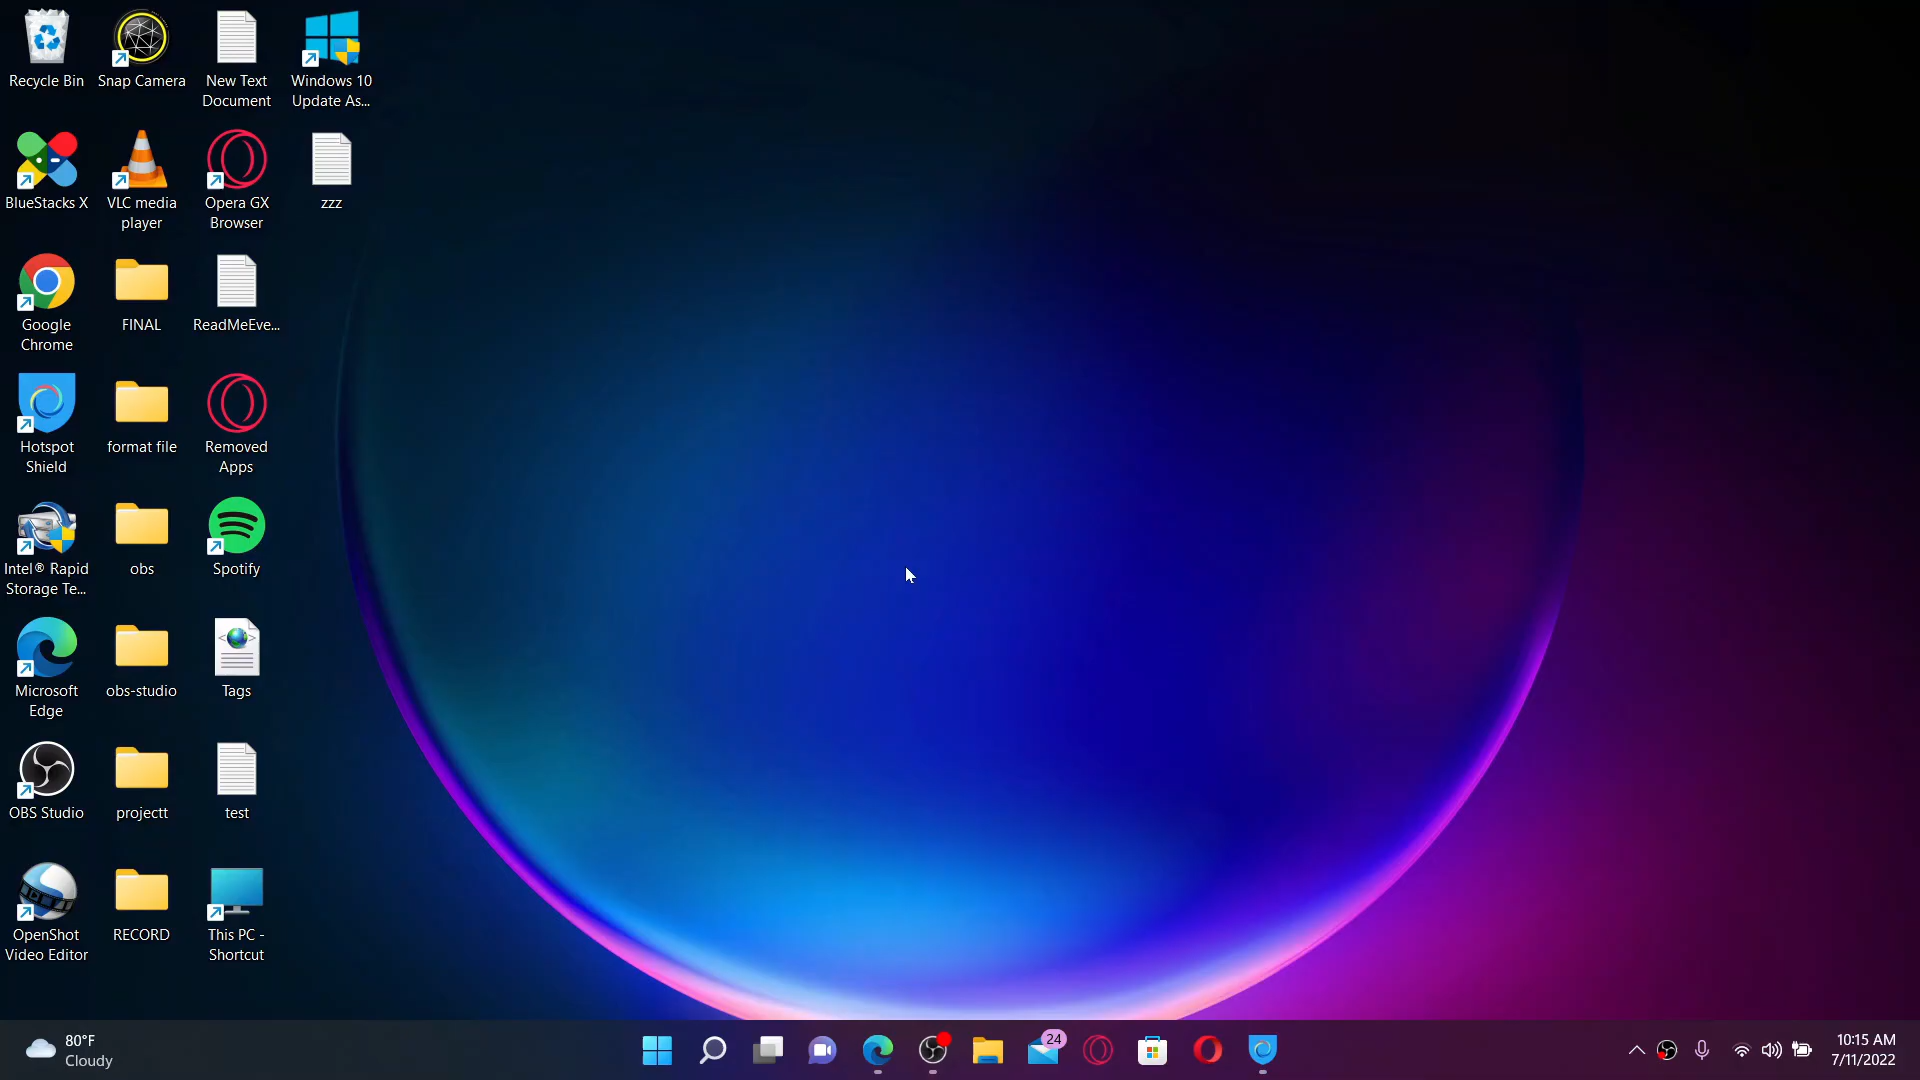 Recycle Bin
Snap Camera
New Text
Document
Windows 10
Update As...
BlueStacks X
VLC media
player
Opera GX
Browser
zzz
Google
Chrome
FINAL
ReadMeEve...
Hotspot
Shield
format file
Removed
Apps
Intel® Rapid
Storage Te...
obs
Spotify
Microsoft
Edge
obs-studio
Tags
OBS Studio
projectt
test
OpenShot
Video Editor
RECORD
This PC -
Shortcut
80°F
Cloudy
24
10:15 AM
7/11/2022